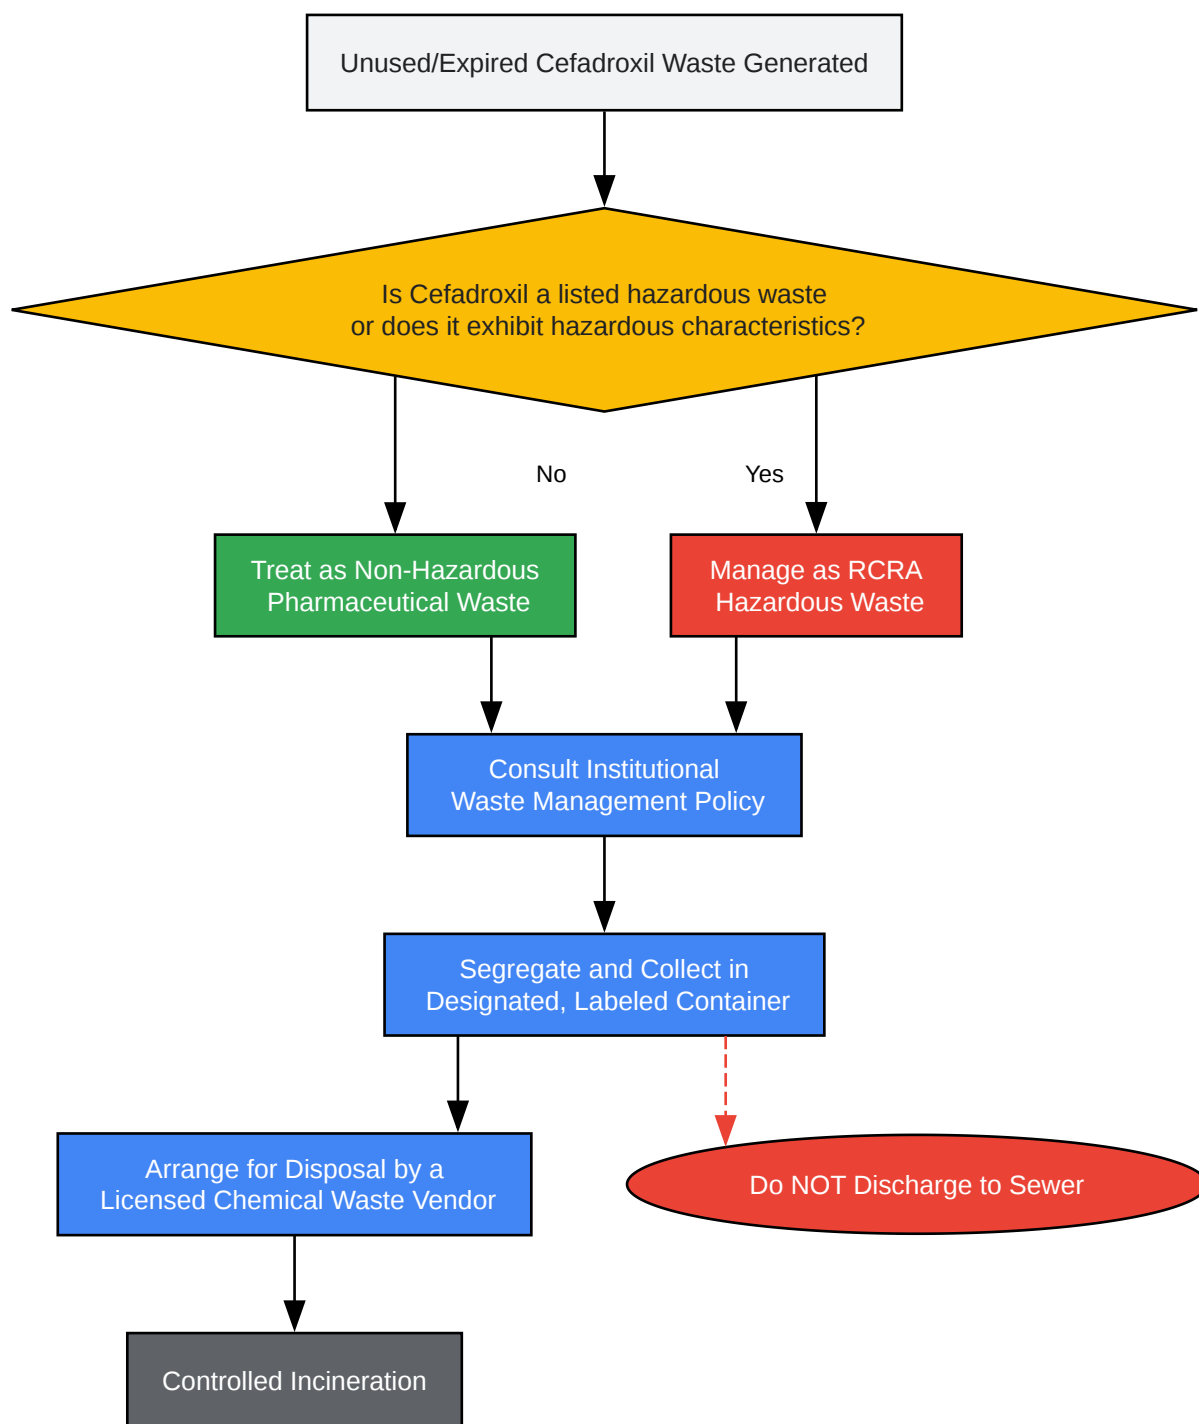 Unused/Expired Cefadroxil Waste Generated
Is Cefadroxil a listed hazardous waste
or does it exhibit hazardous characteristics?
No
Yes
Treat as Non-Hazardous
Pharmaceutical Waste
Manage as RCRA
Hazardous Waste
Consult Institutional
Waste Management Policy
Segregate and Collect in
Designated, Labeled Container
Arrange for Disposal by a
Licensed Chemical Waste Vendor
Do NOT Discharge to Sewer
Controlled Incineration